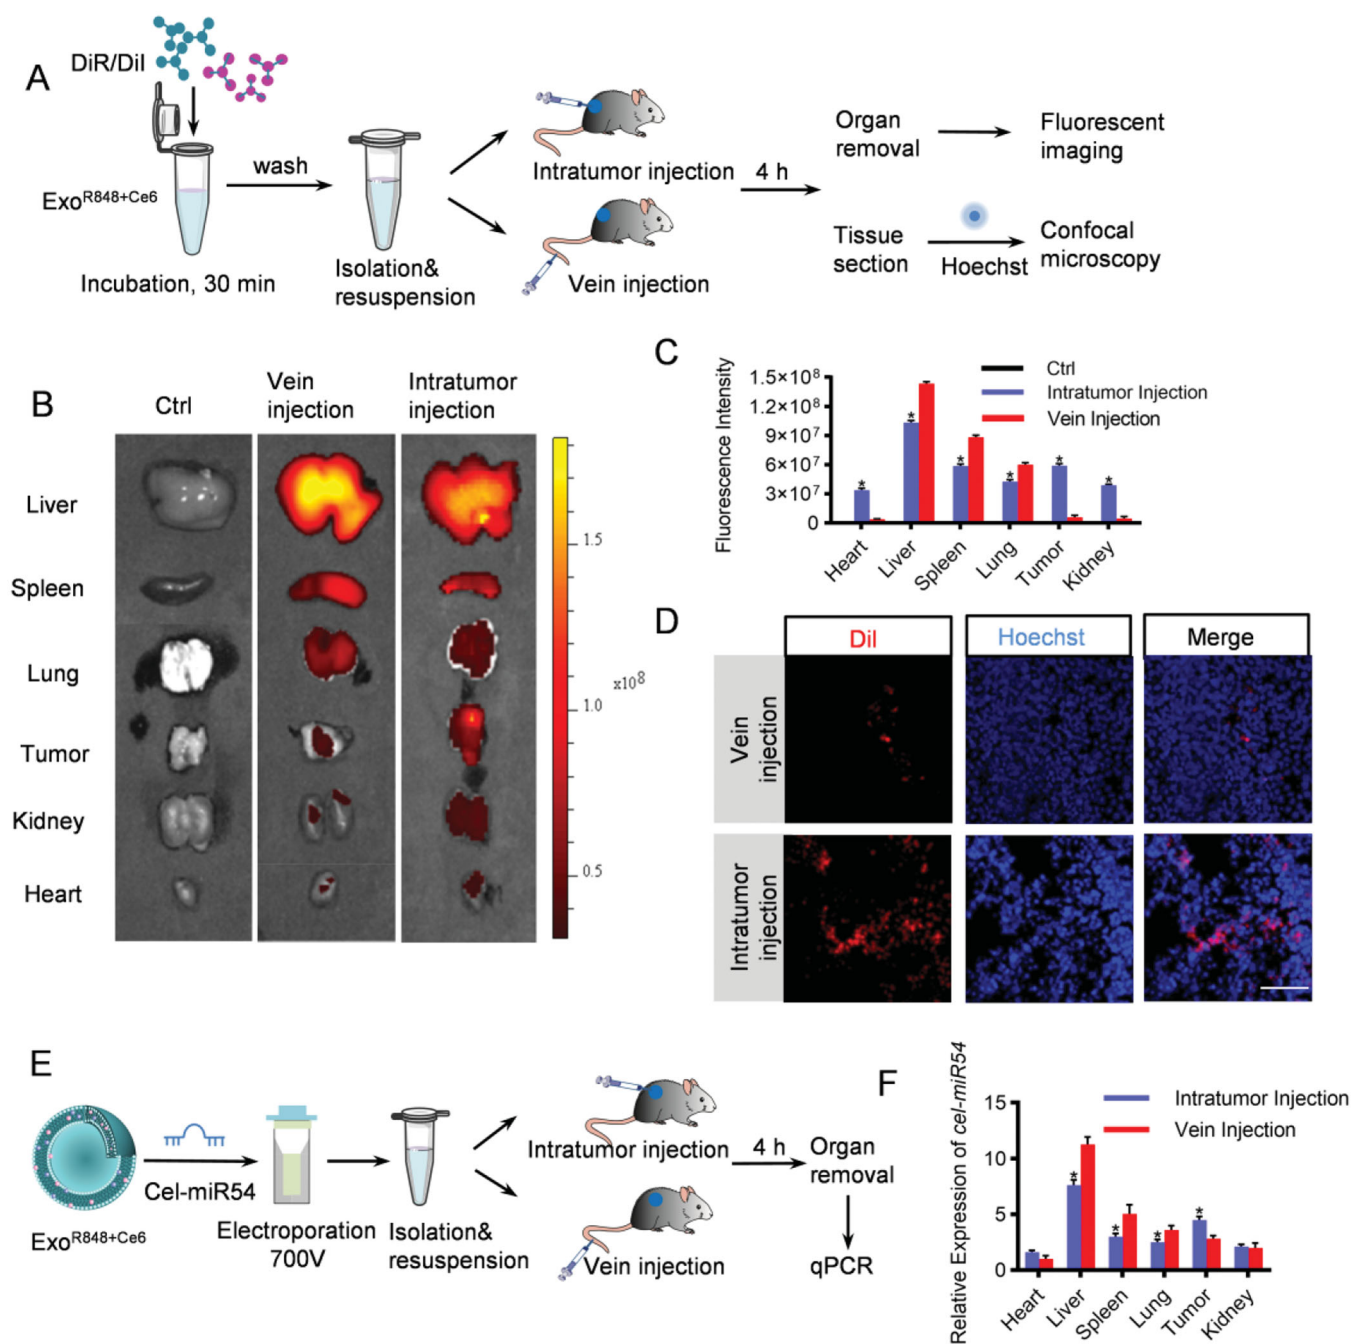 A
DiR/DiI
Exo^R848+Ce6
Incubation, 30 min
wash
Isolation&
resuspension
Intratumor injection
Vein injection
4 h
Organ
removal
Fluorescent
imaging
Tissue
section
Hoechst
Confocal
microscopy
B
Ctrl
Vein
injection
Intratumor
injection
Liver
Spleen
Lung
Tumor
Kidney
Heart
1.5
1.0
x10^8
0.5
C
Fluorescence Intensity
1.5×10^8
1.2×10^8
9×10^7
6×10^7
3×10^7
0
Ctrl
Intratumor Injection
Vein Injection
* * * * * *
Heart
Liver
Spleen
Lung
Tumor
Kidney
D
DiI
Hoechst
Merge
Vein
injection
Intratumor
injection
E
Exo^R848+Ce6
Cel-miR54
Electroporation
700V
Isolation&
resuspension
Intratumor injection
Vein injection
4 h
Organ
removal
qPCR
F
Relative Expression of cel-miR54
15
10
5
0
Intratumor Injection
Vein Injection
* * * *
Heart
Liver
Spleen
Lung
Tumor
Kidney